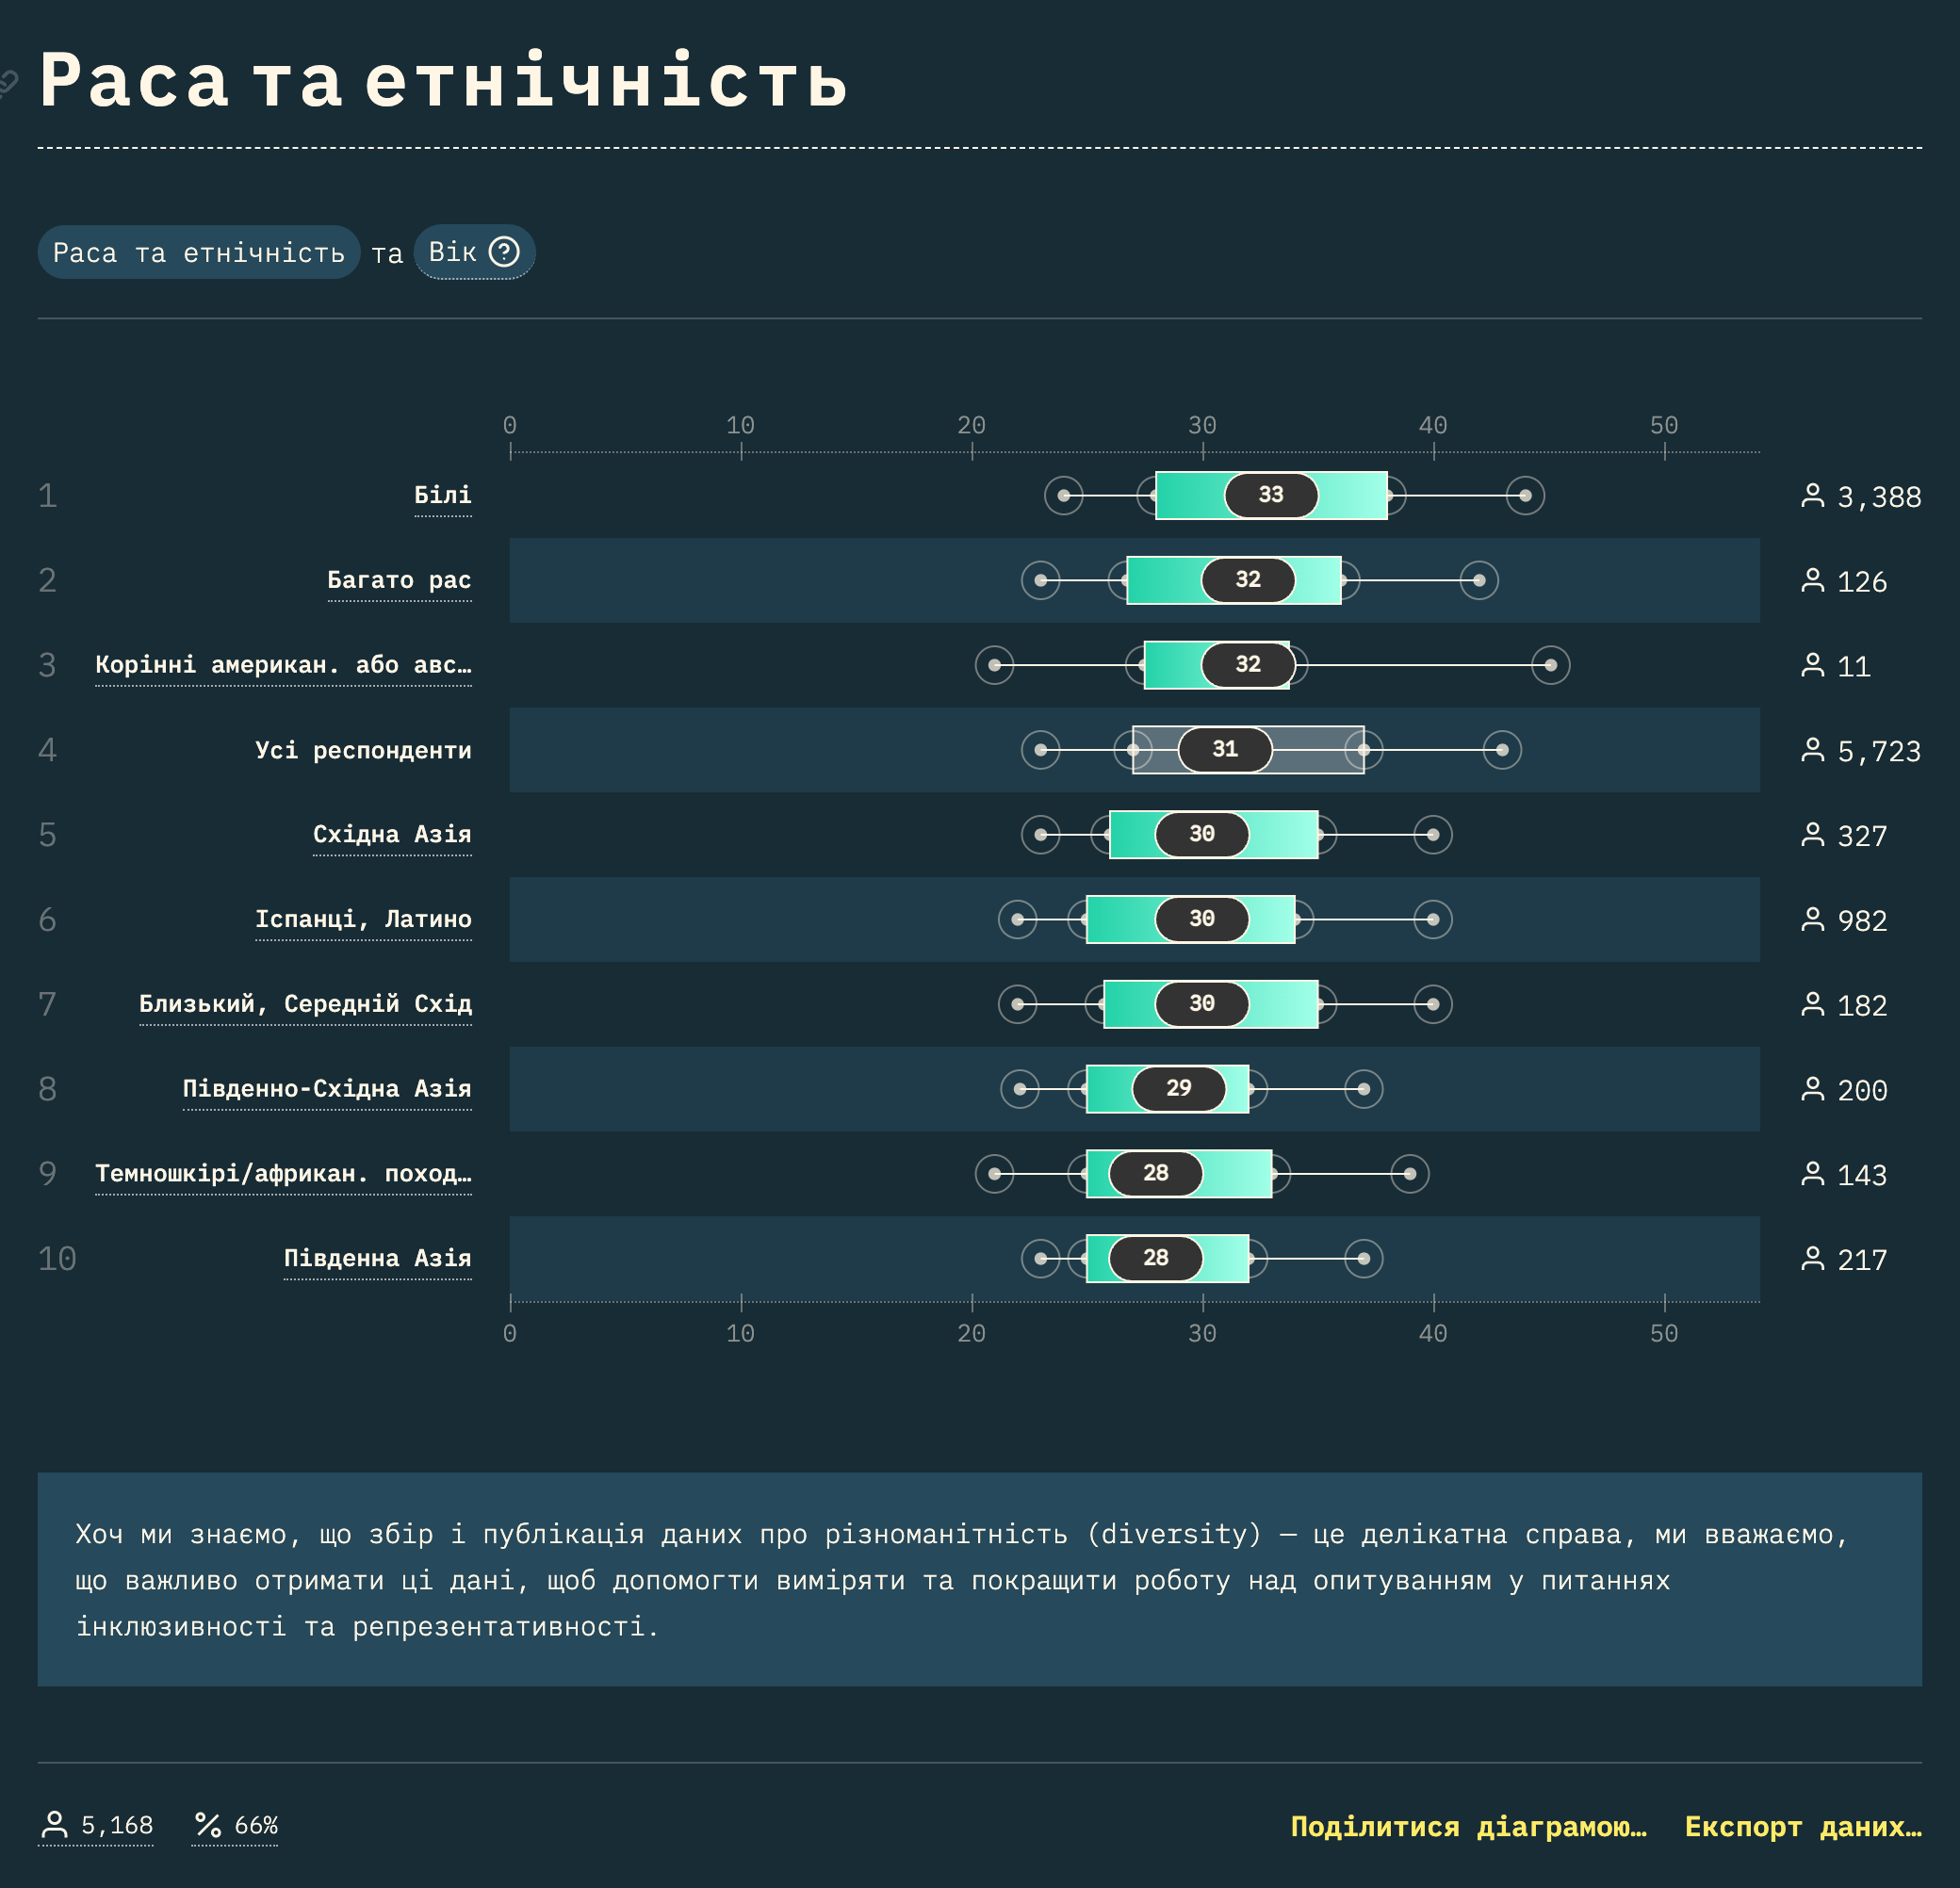 Раса та етнічність
Раса та етнічність та Вік ?
0 10 20 30 40 50
1 Білі 33 3,388
2 Багато рас 32 126
3 Корінні американ. або авс… 32 11
4 Усі респонденти 31 5,723
5 Східна Азія 30 327
6 Іспанці, Латино 30 982
7 Близький, Середній Схід 30 182
8 Південно-Східна Азія 29 200
9 Темношкірі/африкан. поход… 28 143
10 Південна Азія 28 217
0 10 20 30 40 50
Хоч ми знаємо, що збір і публікація даних про різноманітність (diversity) — це делікатна справа, ми вважаємо,
що важливо отримати ці дані, щоб допомогти виміряти та покращити роботу над опитуванням у питаннях
інклюзивності та репрезентативності.
5,168 % 66% Поділитися діаграмою… Експорт даних…